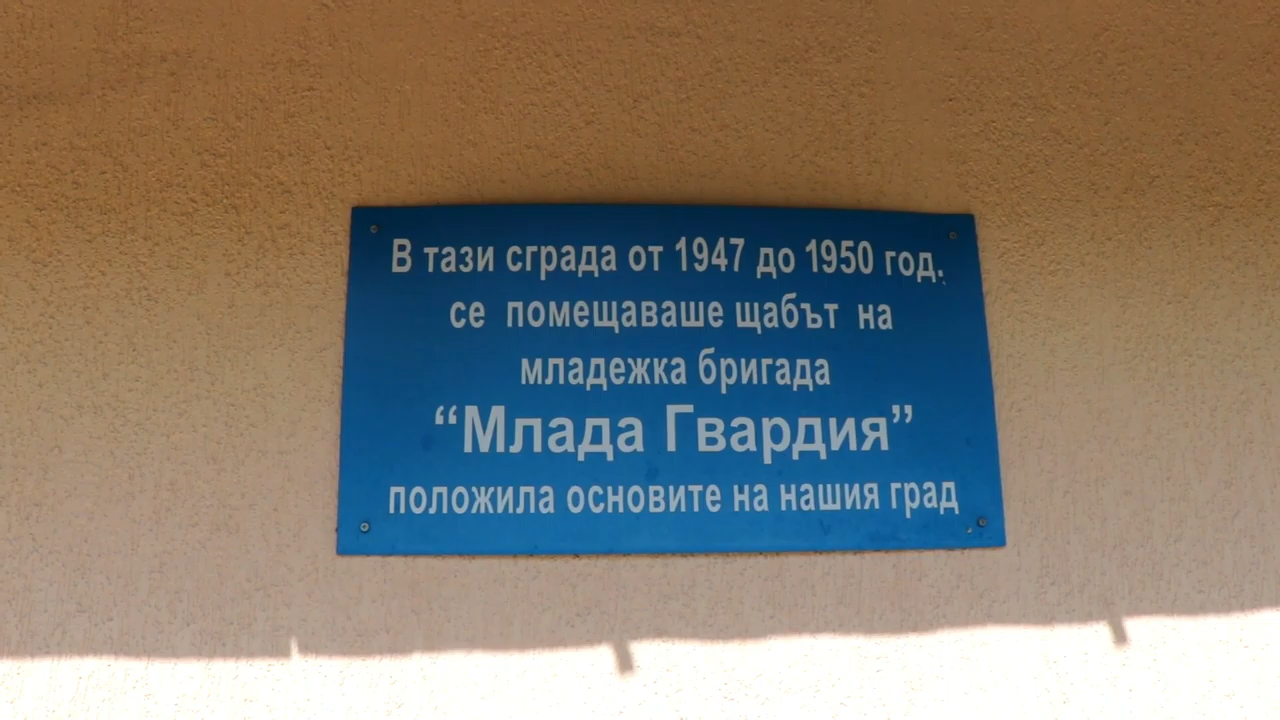 В тази сграда от 1947 до 1950 год.
се помещаваше щабът на
младежка бригада
“Млада Гвардия”
положила основите на нашия град